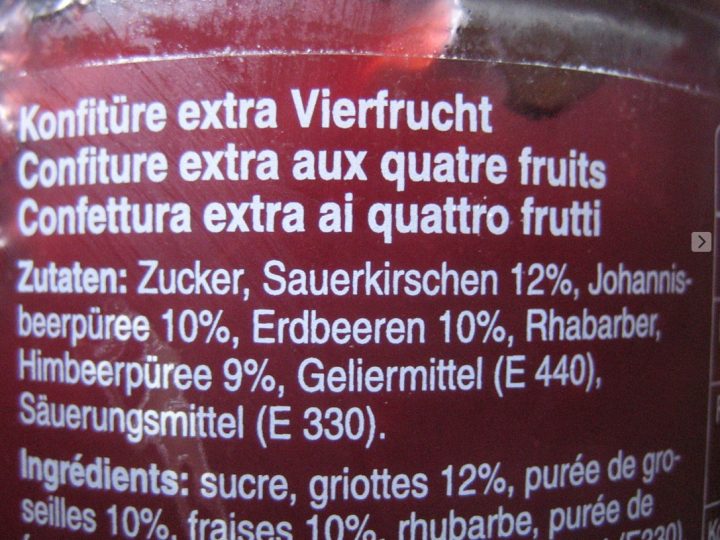 Konfitüre extra Vierfrucht
Confiture extra aux quatre fruits
Confettura extra ai quattro frutti
Zutaten: Zucker, Sauerkirschen 12%, Johannis-
beerpüree 10%, Erdbeeren 10%, Rhabarber,
Himbeerpüree 9%, Geliermittel (E 440),
Säuerungsmittel (E 330).
Ingrédients: sucre, griottes 12%, purée de gro-
seilles 10%, fraises 10%, rhubarbe, purée de